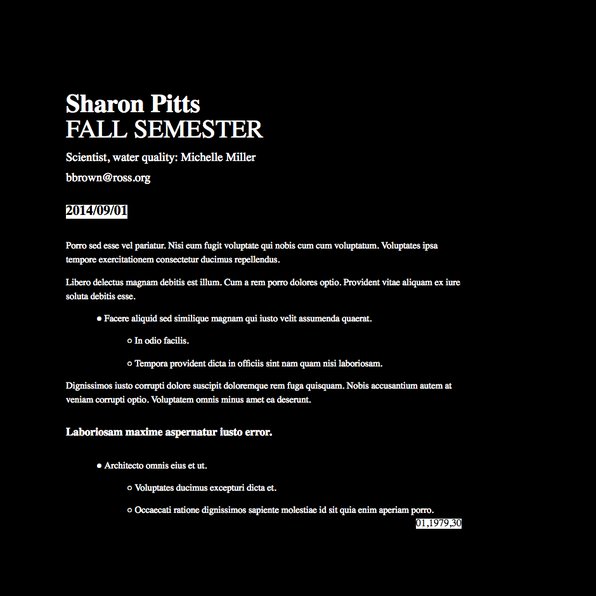 Sharon Pitts
FALL SEMESTER
Scientist, water quality: Michelle Miller
bbrown@ross.org
2014/09/01
Porro sed esse vel pariatur. Nisi eum fugit voluptate qui nobis cum cum voluptatum. Voluptates ipsa
tempore exercitationem consectetur ducimus repellendus.
Libero delectus magnam debitis est illum. Cum a rem porro dolores optio. Provident vitae aliquam ex iure
soluta debitis esse.
● Facere aliquid sed similique magnam qui iusto velit assumenda quaerat.
○ In odio facilis.
○ Tempora provident dicta in officiis sint nam quam nisi laboriosam.
Dignissimos iusto corrupti dolore suscipit doloremque rem fuga quisquam. Nobis accusantium autem at
veniam corrupti optio. Voluptatem omnis minus amet ea deserunt.
Laboriosam maxime aspernatur iusto error.
● Architecto omnis eius et ut.
○ Voluptates ducimus excepturi dicta et.
○ Occaecati ratione dignissimos sapiente molestiae id sit quia enim aperiam porro.
01,1979,30